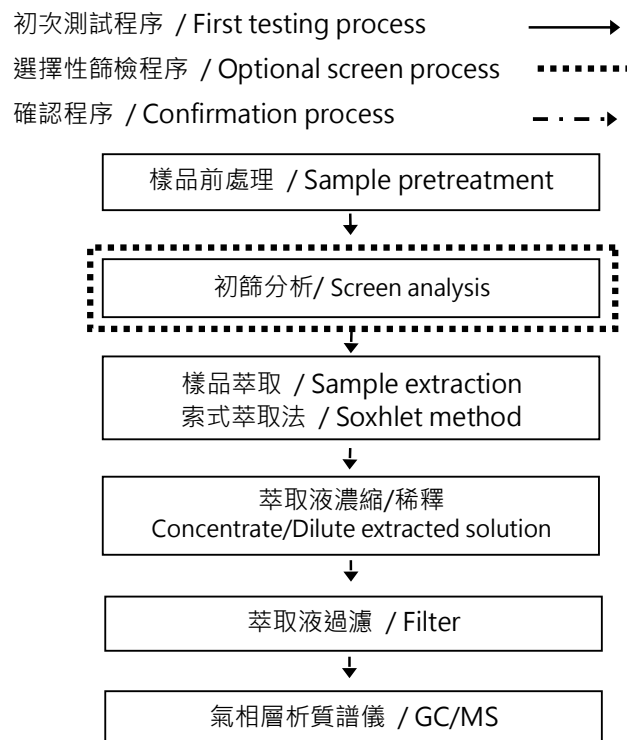 初次測試程序 / First testing process
選擇性篩檢程序 / Optional screen process
確認程序 / Confirmation process
樣品前處理 / Sample pretreatment
初篩分析/ Screen analysis
樣品萃取 / Sample extraction
索式萃取法 / Soxhlet method
萃取液濃縮/稀釋
Concentrate/Dilute extracted solution
萃取液過濾 / Filter
氣相層析質譜儀 / GC/MS